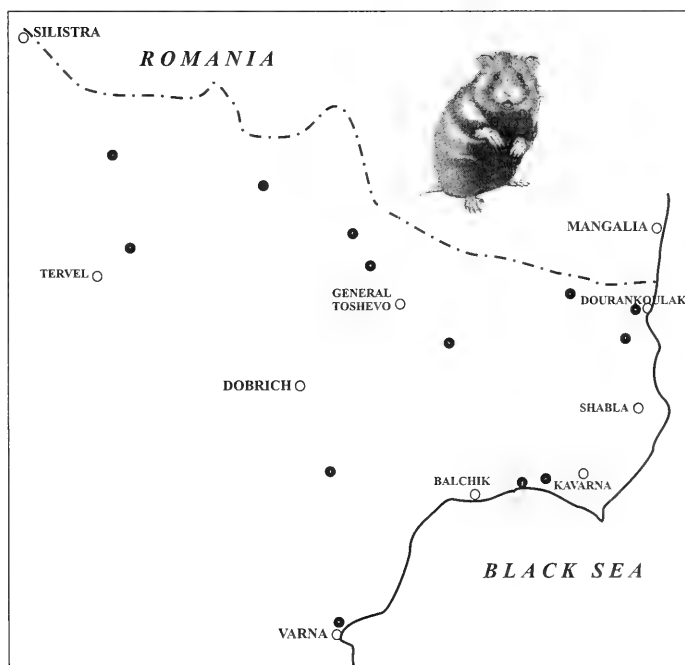 SILISTRA
ROMANIA
MANGALIA
TERVEL
GENERAL
TOSHEVO
DOURANKOULAK
DOBRICH
SHABLA
BALCHIK
KAVARNA
BLACK SEA
VARNA